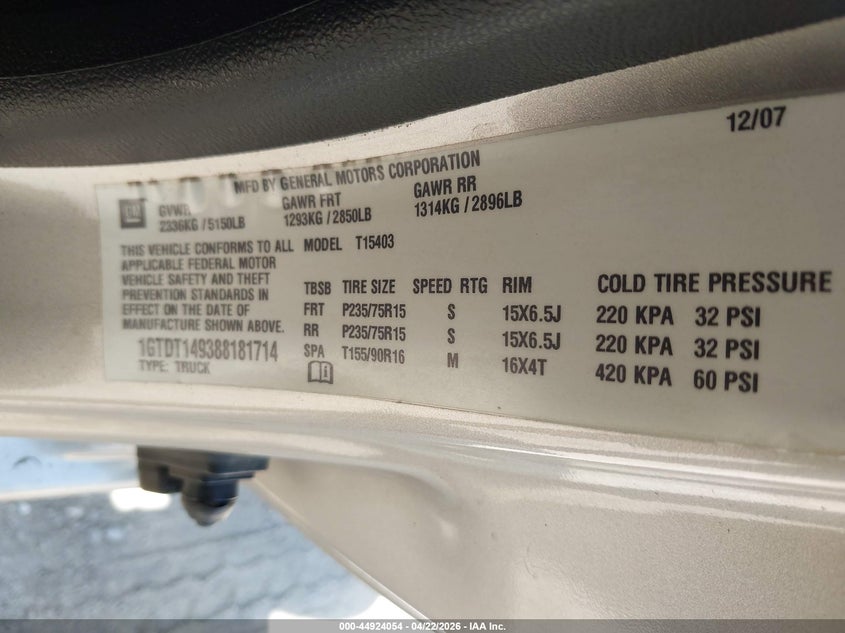 12/07
MFD BY GENERAL MOTORS CORPORATION
GM
GVWR GAWR FRT GAWR RR
2336KG / 5150LB 1293KG / 2850LB 1314KG / 2896LB
THIS VEHICLE CONFORMS TO ALL
APPLICABLE FEDERAL MOTOR
VEHICLE SAFETY AND THEFT
PREVENTION STANDARDS IN
EFFECT ON THE DATE OF
MANUFACTURE SHOWN ABOVE.
1GTDT149388181714
TYPE: TRUCK
MODEL T15403
TBSB TIRE SIZE SPEED RTG RIM COLD TIRE PRESSURE
FRT P235/75R15 S 15X6.5J 220 KPA 32 PSI
RR P235/75R15 S 15X6.5J 220 KPA 32 PSI
SPA T155/90R16 M 16X4T 420 KPA 60 PSI
000-44924054 - 04/22/2026 - IAA Inc.